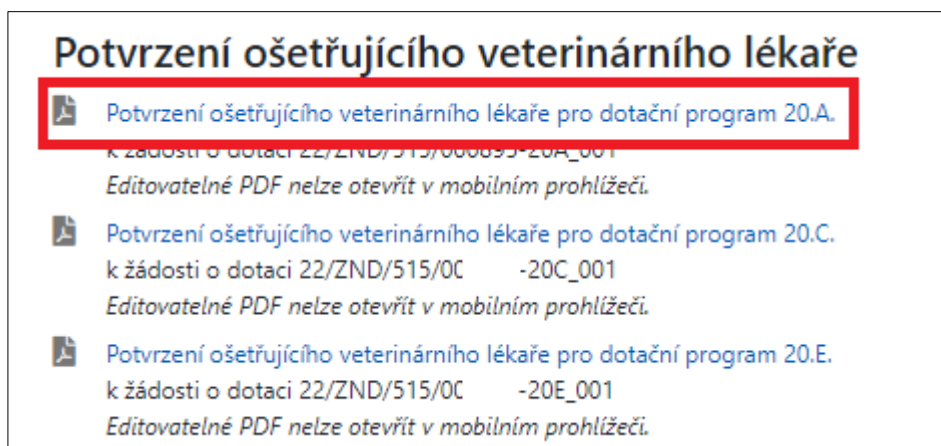 Potvrzení ošetřujícího veterinárního lékaře
Potvrzení ošetřujícího veterinárního lékaře pro dotační program 20.A.
k žádosti o dotaci 22/ZND/515/000895-20A_001
Editovatelné PDF nelze otevřít v mobilním prohlížeči.
Potvrzení ošetřujícího veterinárního lékaře pro dotační program 20.C.
k žádosti o dotaci 22/ZND/515/00 -20C_001
Editovatelné PDF nelze otevřít v mobilním prohlížeči.
Potvrzení ošetřujícího veterinárního lékaře pro dotační program 20.E.
k žádosti o dotaci 22/ZND/515/00 -20E_001
Editovatelné PDF nelze otevřít v mobilním prohlížeči.